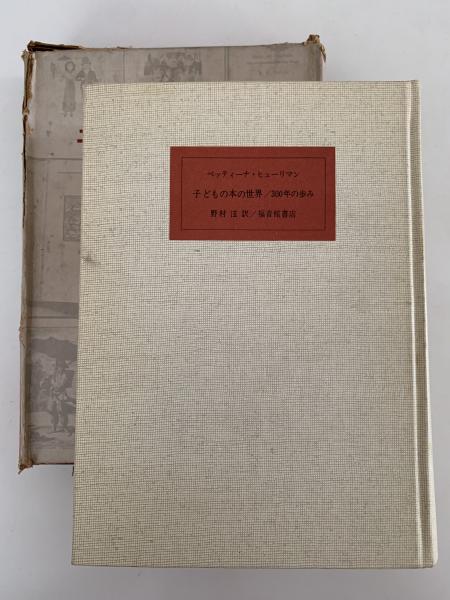 ベッティーナ・ヒューリマン
子どもの本の世界/300年の歩み
野村 泫 訳/福音館書店